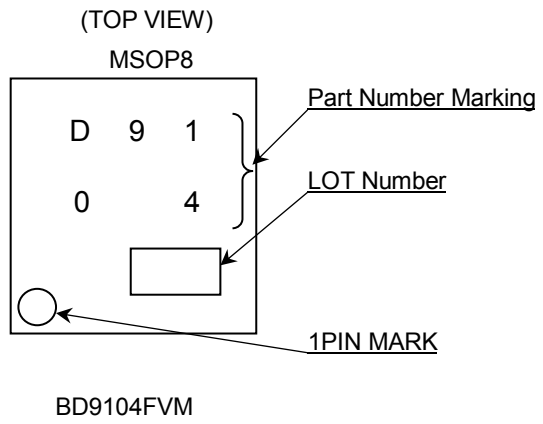 (TOP VIEW)
MSOP8
D 9 1
0 4
Part Number Marking
LOT Number
1PIN MARK
BD9104FVM